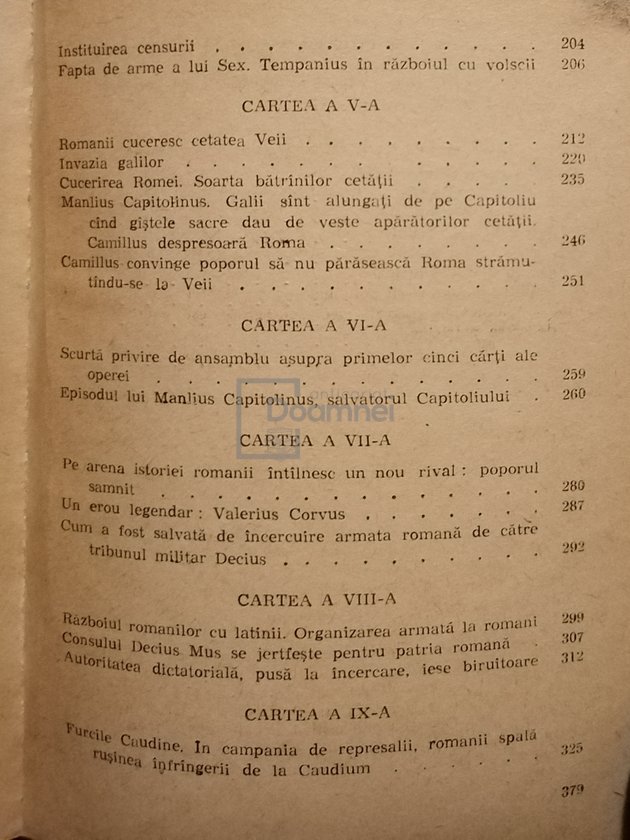 Instituirea censurii . . . . . . . . . . . . 204
Fapta de arme a lui Sex. Tempanius în războiul cu volscii 206
CARTEA A V-A
Romanii cuceresc cetatea Veii . . . . . . . . . 212
Invazia galilor . . . . . . . . . . . . . 220
Cucerirea Romei. Soarta bătrînilor cetății . . . . . 235
Manlius Capitolinus. Galii sînt alungați de pe Capitoliu
cînd gîștele sacre dau de veste apărătorilor cetății.
Camillus despresoară Roma . . . . . . . . 246
Camillus convinge poporul să nu părăsească Roma strămu-
tîndu-se la Veii . . . . . . . . . . . . 251
CARTEA A VI-A
Scurtă privire de ansamblu asupra primelor cinci cărți ale
operei . . . . . . . . . . . . . . 259
Episodul lui Manlius Capitolinus, salvatorul Capitoliului . 260
Doamnei
CARTEA A VII-A
Pe arena istoriei romanii întîlnesc un nou rival : poporul
samnit . . . . . . . . . . . . . . 280
Un erou legendar : Valerius Corvus . . . . . . . 287
Cum a fost salvată de încercuire armata romană de către
tribunul militar Decius . . . . . . . . . . 292
CARTEA A VIII-A
Războiul romanilor cu latinii. Organizarea armată la romani 299
Consulul Decius Mus se jertfește pentru patria romană . 307
Autoritatea dictatorială, pusă la încercare, iese biruitoare 312
CARTEA A IX-A
Furcile Caudine. In campania de represalii, romanii spală
rușinea înfrîngerii de la Caudium . . . . . . 325
379